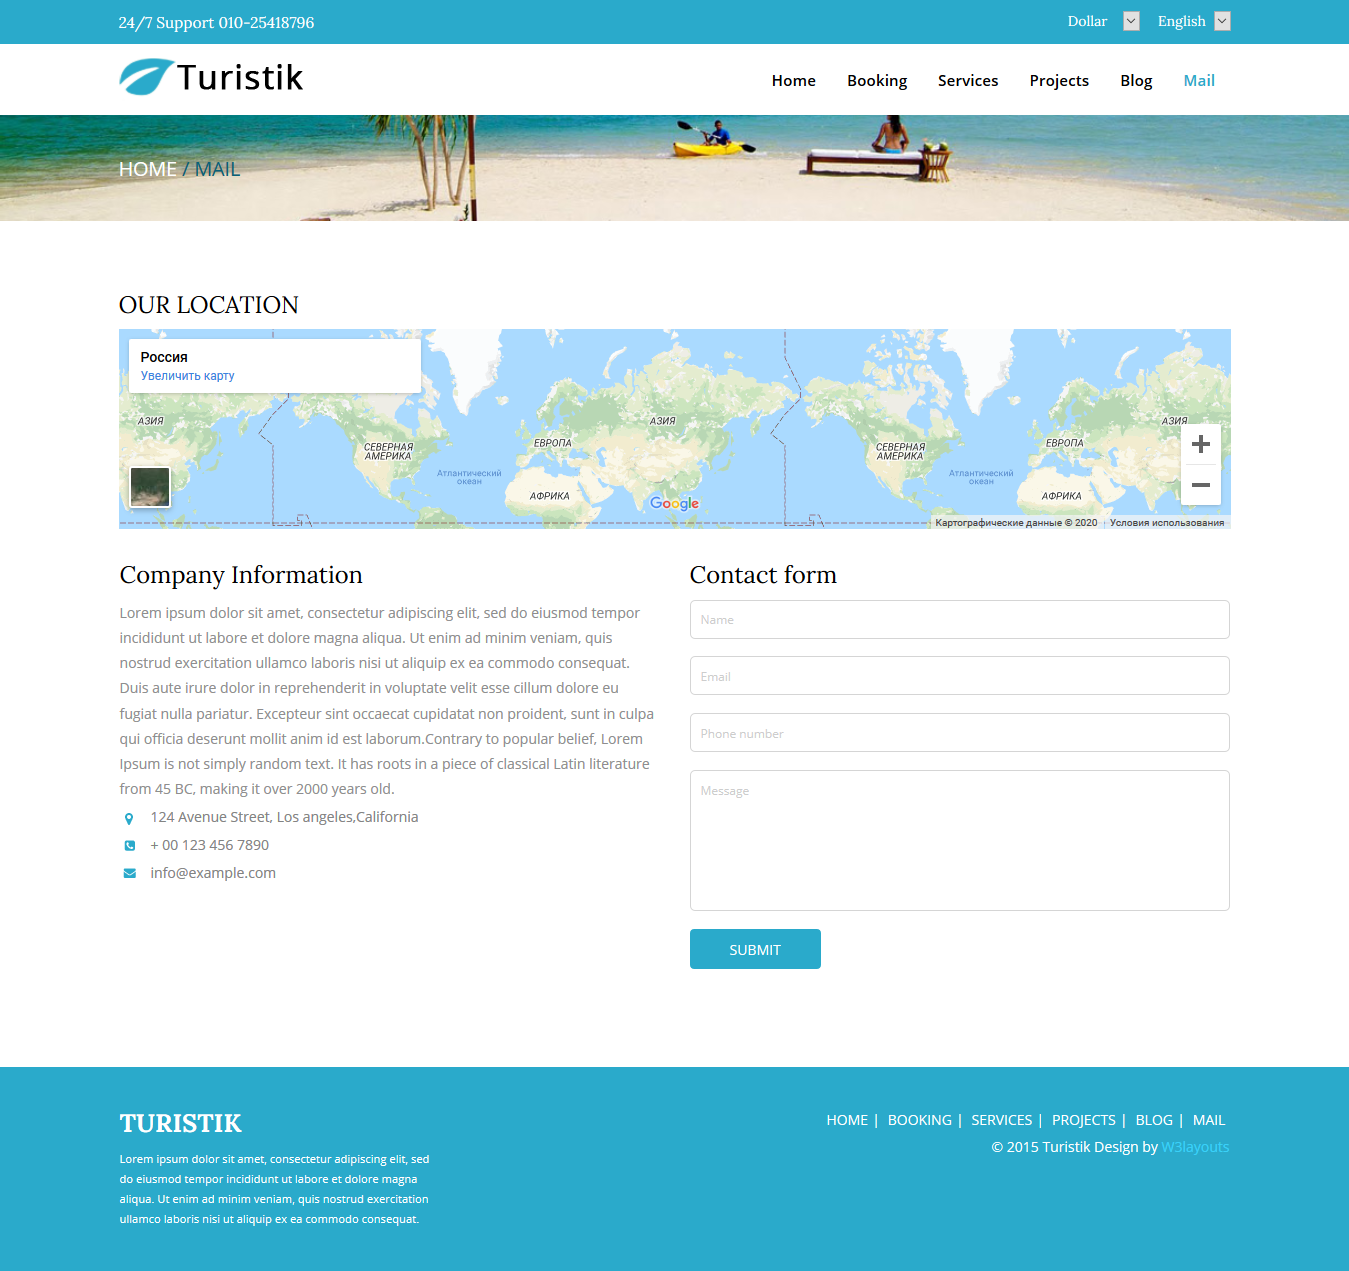 24/7 Support 010-25418796
Dollar English
Turistik
Home Booking Services Projects Blog Mail
HOME / MAIL
OUR LOCATION
Россия
Увеличить карту
АЗИЯ
СЕВЕРНАЯ
АМЕРИКА
Атлантический
океан
ЕВРОПА
АФРИКА
АЗИЯ
СЕВЕРНАЯ
АМЕРИКА
Атлантический
океан
ЕВРОПА
АФРИКА
АЗИЯ
Google
Картографические данные © 2020 Условия использования
Company Information
Lorem ipsum dolor sit amet, consectetur adipiscing elit, sed do eiusmod tempor
incididunt ut labore et dolore magna aliqua. Ut enim ad minim veniam, quis
nostrud exercitation ullamco laboris nisi ut aliquip ex ea commodo consequat.
Duis aute irure dolor in reprehenderit in voluptate velit esse cillum dolore eu
fugiat nulla pariatur. Excepteur sint occaecat cupidatat non proident, sunt in culpa
qui officia deserunt mollit anim id est laborum.Contrary to popular belief, Lorem
Ipsum is not simply random text. It has roots in a piece of classical Latin literature
from 45 BC, making it over 2000 years old.
124 Avenue Street, Los angeles,California
+ 00 123 456 7890
info@example.com
Contact form
Name
Email
Phone number
Message
SUBMIT
TURISTIK
Lorem ipsum dolor sit amet, consectetur adipiscing elit, sed
do eiusmod tempor incididunt ut labore et dolore magna
aliqua. Ut enim ad minim veniam, quis nostrud exercitation
ullamco laboris nisi ut aliquip ex ea commodo consequat.
HOME | BOOKING | SERVICES | PROJECTS | BLOG | MAIL
© 2015 Turistik Design by W3layouts